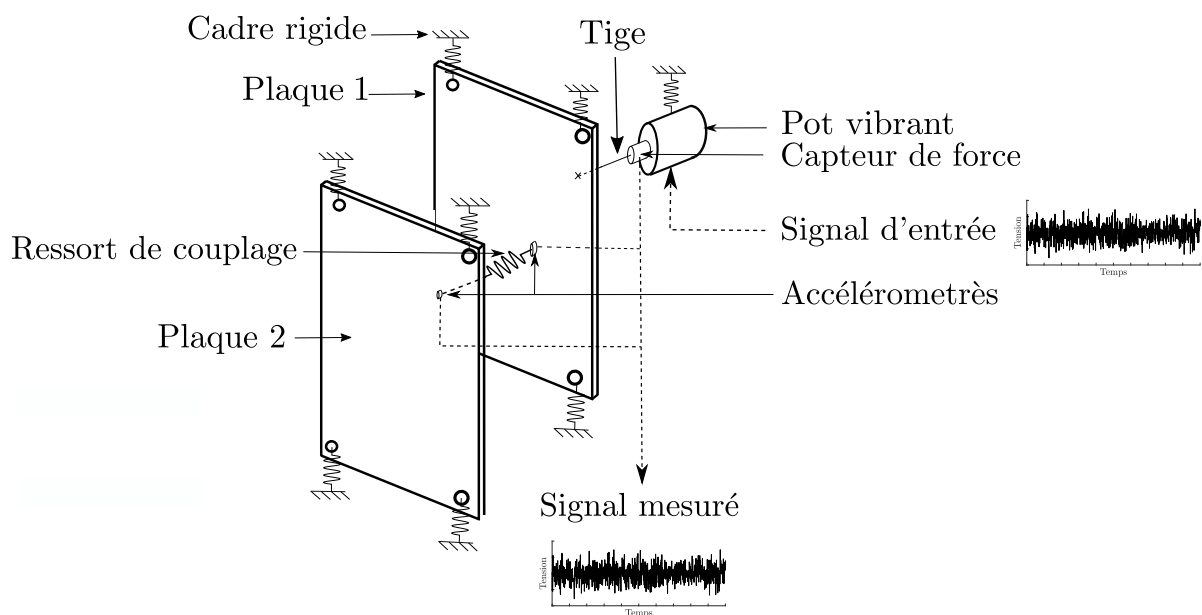 Cadre rigide
Tige
Plaque 1
Pot vibrant
Capteur de force
Signal d'entrée
Tension
Temps
Ressort de couplage
Accélérometrès
Plaque 2
Signal mesuré
Tension
Temps